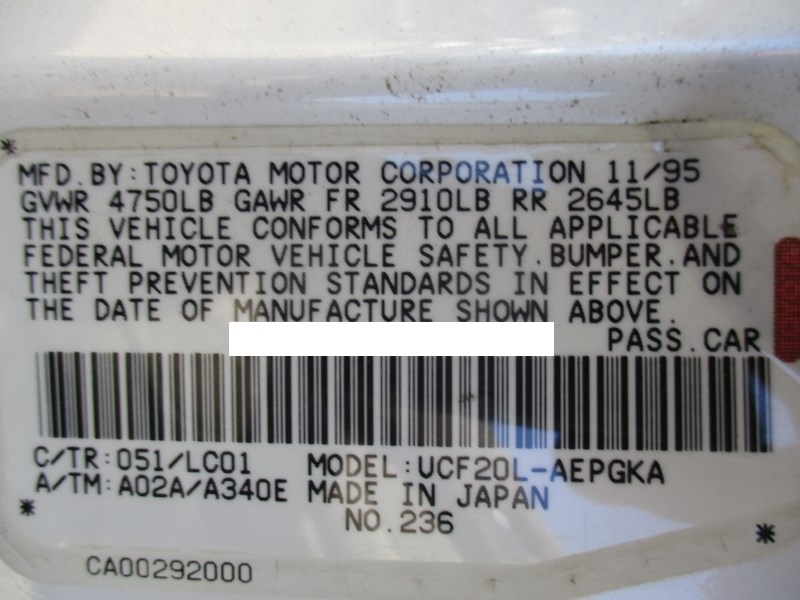 MFD.BY:TOYOTA MOTOR CORPORATION 11/95
GVWR 4750LB GAWR FR 2910LB RR 2645LB
THIS VEHICLE CONFORMS TO ALL APPLICABLE
FEDERAL MOTOR VEHICLE SAFETY.BUMPER.AND
THEFT PREVENTION STANDARDS IN EFFECT ON
THE DATE OF MANUFACTURE SHOWN ABOVE.
PASS.CAR
C/TR:051/LC01 MODEL:UCF20L-AEPGKA
A/TM:A02A/A340E MADE IN JAPAN
NO.236
CA00292000